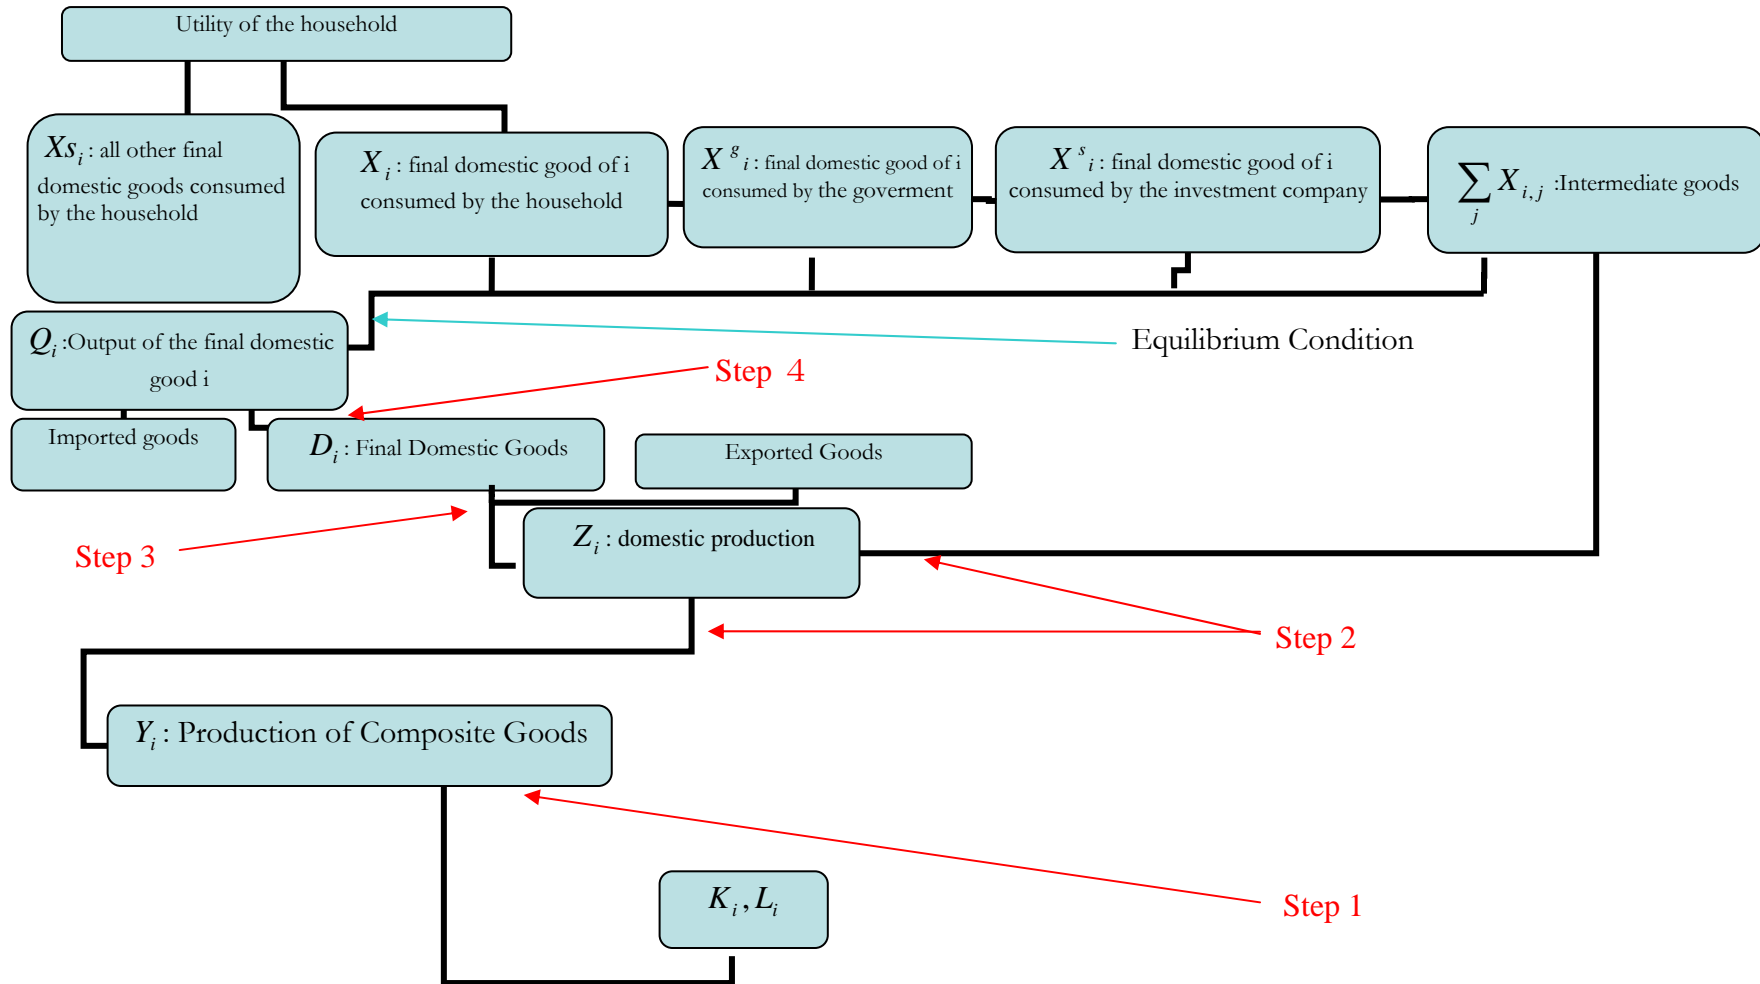 Utility of the household
Xs_i : all other final
domestic goods consumed
by the household
X_i : final domestic good of i
consumed by the household
X^g_i : final domestic good of i
consumed by the goverment
X^s_i : final domestic good of i
consumed by the investment company
∑_j X_{i,j} :Intermediate goods
Q_i :Output of the final domestic
good i
Equilibrium Condition
Step 4
Imported goods
D_i : Final Domestic Goods
Exported Goods
Step 3
Z_i : domestic production
Step 2
Y_i : Production of Composite Goods
K_i , L_i
Step 1